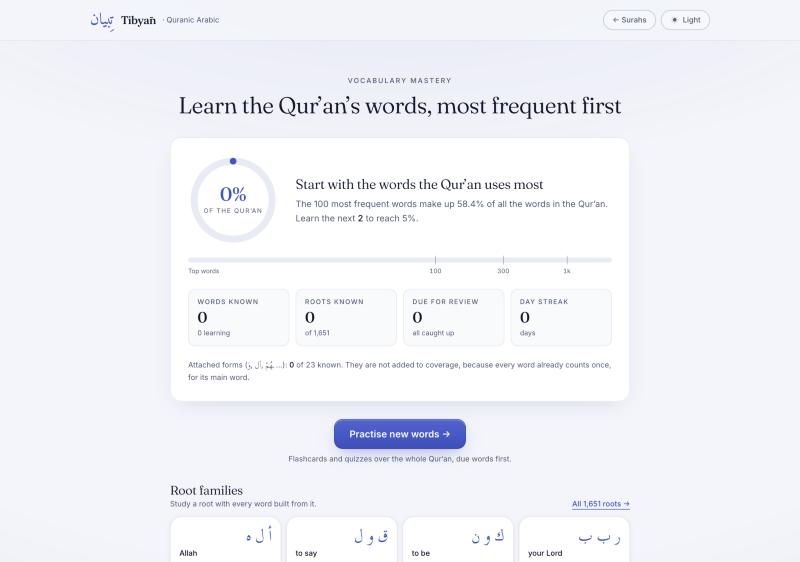 تِبيان Tibyān · Quranic Arabic
← Surahs
Light
VOCABULARY MASTERY
Learn the Qur’an’s words, most frequent first
0%
OF THE QUR'AN
Start with the words the Qur’an uses most
The 100 most frequent words make up 58.4% of all the words in the Qur’an.
Learn the next 2 to reach 5%.
Top words
100
300
1k
WORDS KNOWN
0
0 learning
ROOTS KNOWN
0
of 1,651
DUE FOR REVIEW
0
all caught up
DAY STREAK
0
days
Attached forms (...): 0 of 23 known. They are not added to coverage, because every word already counts once,
for its main word.
Practise new words →
Flashcards and quizzes over the whole Qur'an, due words first.
Root families
Study a root with every word built from it.
All 1,651 roots →
أ ل ه
Allah
ق و ل
to say
ك و ن
to be
ر ب ب
your Lord